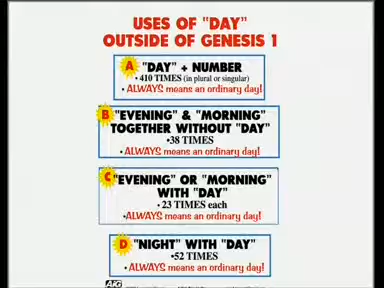 USES OF "DAY"
OUTSIDE OF GENESIS 1
A "DAY" + NUMBER
• 410 TIMES (in plural or singular)
• ALWAYS means an ordinary day!
B "EVENING" & "MORNING"
TOGETHER WITHOUT "DAY"
•38 TIMES
• ALWAYS means an ordinary day!
C "EVENING" OR "MORNING"
WITH "DAY"
• 23 TIMES each
•ALWAYS means an ordinary day!
D "NIGHT" WITH "DAY"
•52 TIMES
• ALWAYS means an ordinary day!
AiG